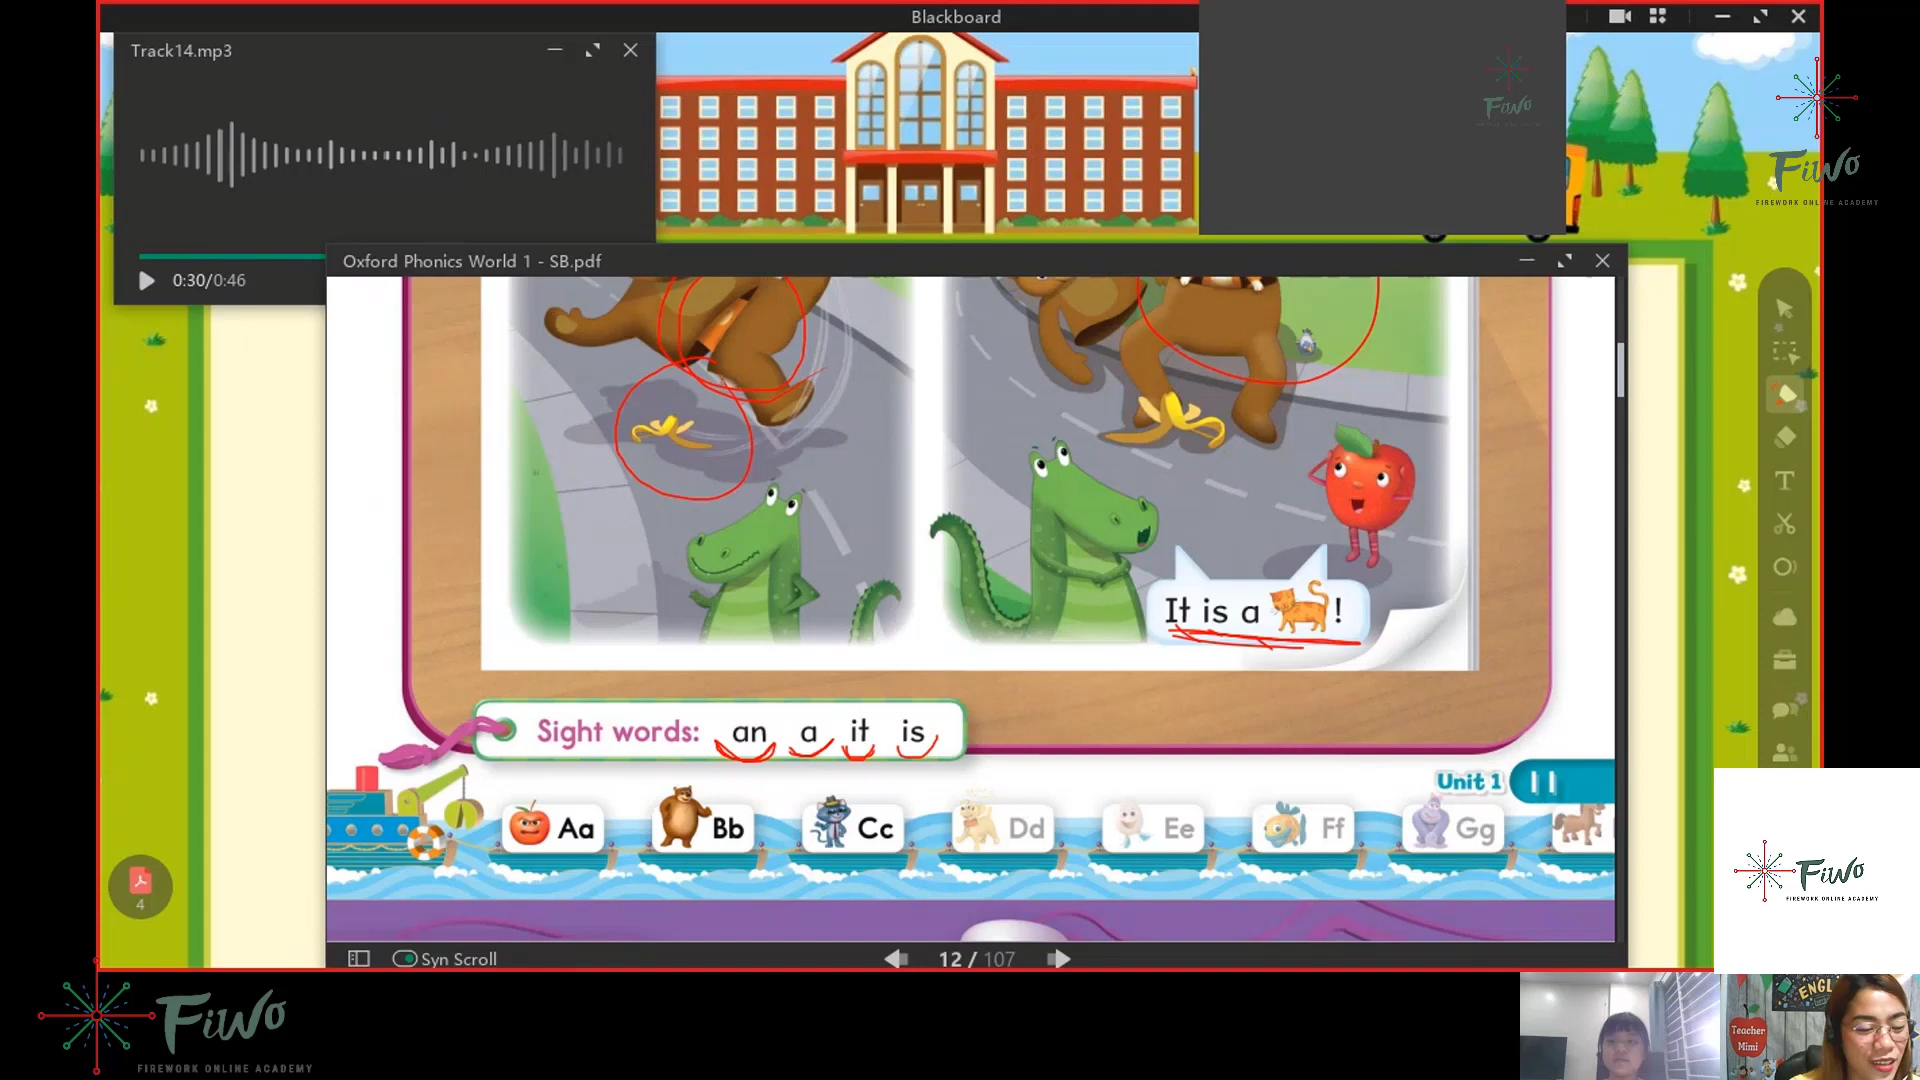 Blackboard
Track14.mp3
FiWo
FiWo
FIREWORK ONLINE ACADEMY
Oxford Phonics World 1 - SB.pdf
0:30/0:46
T
It is a !
Sight words: an a it is
Unit 1 11
Aa Bb Cc Dd Ee Ff Gg
4
FiWo
FIREWORK ONLINE ACADEMY
Syn Scroll
12 / 107
FiWo
FIREWORK ONLINE ACADEMY
ENGL
Teacher
Mimi